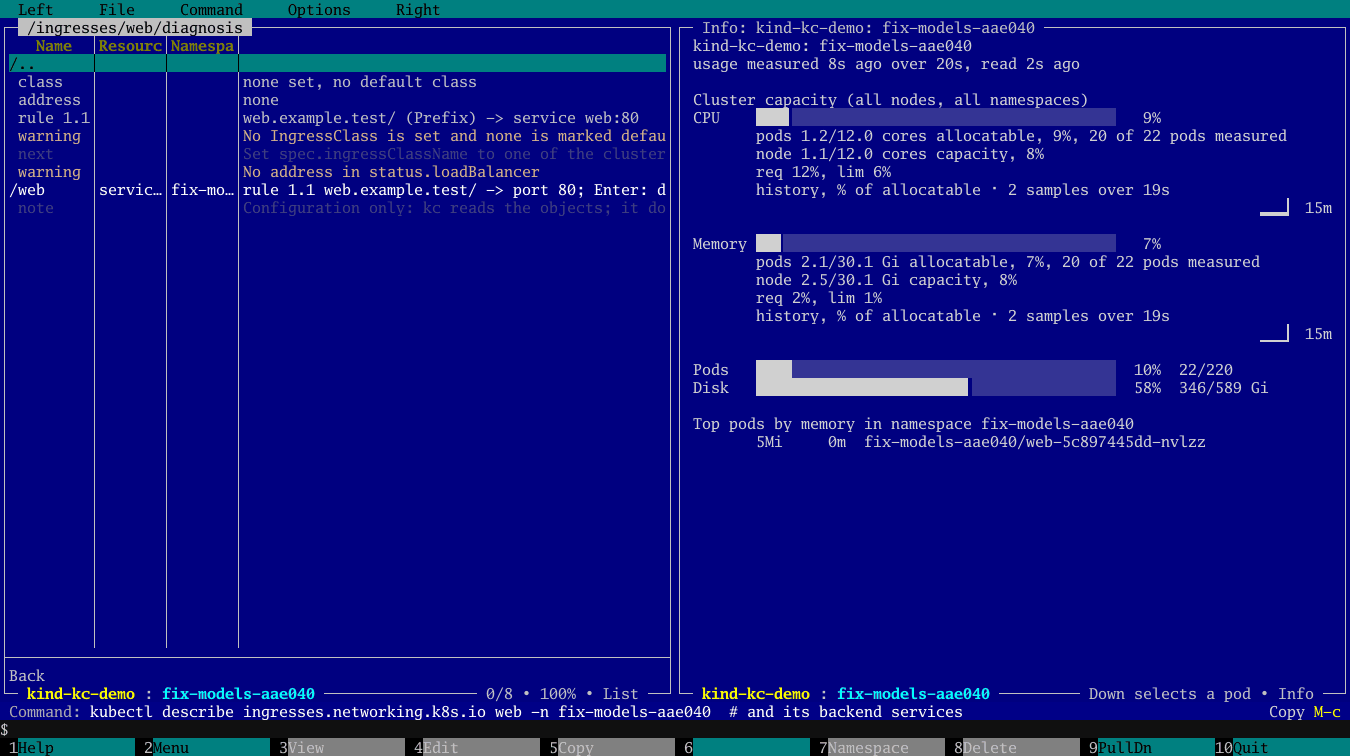 Left File Command Options Right
/ingresses/web/diagnosis
Name Resourc Namespa
/..
class none set, no default class
address none
rule 1.1 web.example.test/ (Prefix) -> service web:80
warning No IngressClass is set and none is marked defau
next Set spec.ingressClassName to one of the cluster
warning No address in status.loadBalancer
/web servic… fix-mo… rule 1.1 web.example.test/ -> port 80; Enter: d
note Configuration only: kc reads the objects; it do
Back
kind-kc-demo : fix-models-aae040 0/8 • 100% • List
Info: kind-kc-demo: fix-models-aae040
kind-kc-demo: fix-models-aae040
usage measured 8s ago over 20s, read 2s ago
Cluster capacity (all nodes, all namespaces)
CPU 9%
pods 1.2/12.0 cores allocatable, 9%, 20 of 22 pods measured
node 1.1/12.0 cores capacity, 8%
req 12%, lim 6%
history, % of allocatable · 2 samples over 19s
15m
Memory 7%
pods 2.1/30.1 Gi allocatable, 7%, 20 of 22 pods measured
node 2.5/30.1 Gi capacity, 8%
req 2%, lim 1%
history, % of allocatable · 2 samples over 19s
15m
Pods 10% 22/220
Disk 58% 346/589 Gi
Top pods by memory in namespace fix-models-aae040
5Mi 0m fix-models-aae040/web-5c897445dd-nvlzz
kind-kc-demo : fix-models-aae040 Down selects a pod • Info
Command: kubectl describe ingresses.networking.k8s.io web -n fix-models-aae040 # and its backend services Copy M-c
$
1Help 2Menu 3View 4Edit 5Copy 6 7Namespace 8Delete 9PullDn 10Quit